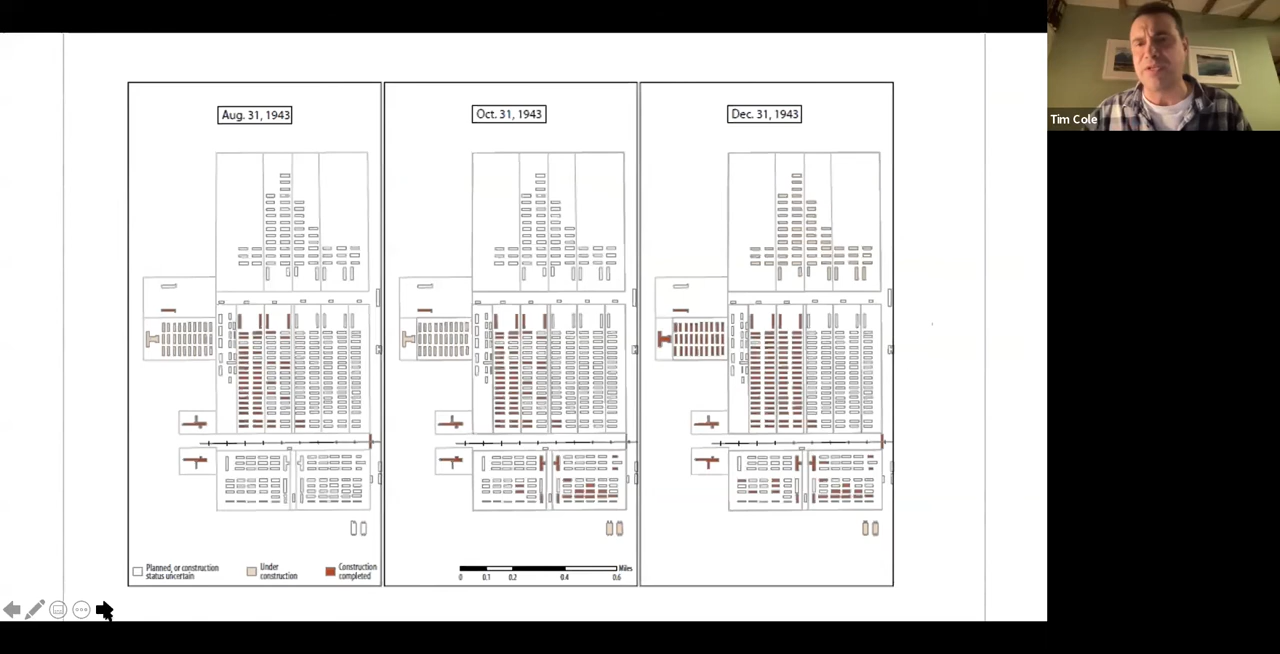 Tim Cole
Aug. 31, 1943
Oct. 31, 1943
Dec. 31, 1943
Planned, or construction
status uncertain
Under
construction
Construction
completed
Miles
0 0.1 0.2 0.4 0.6